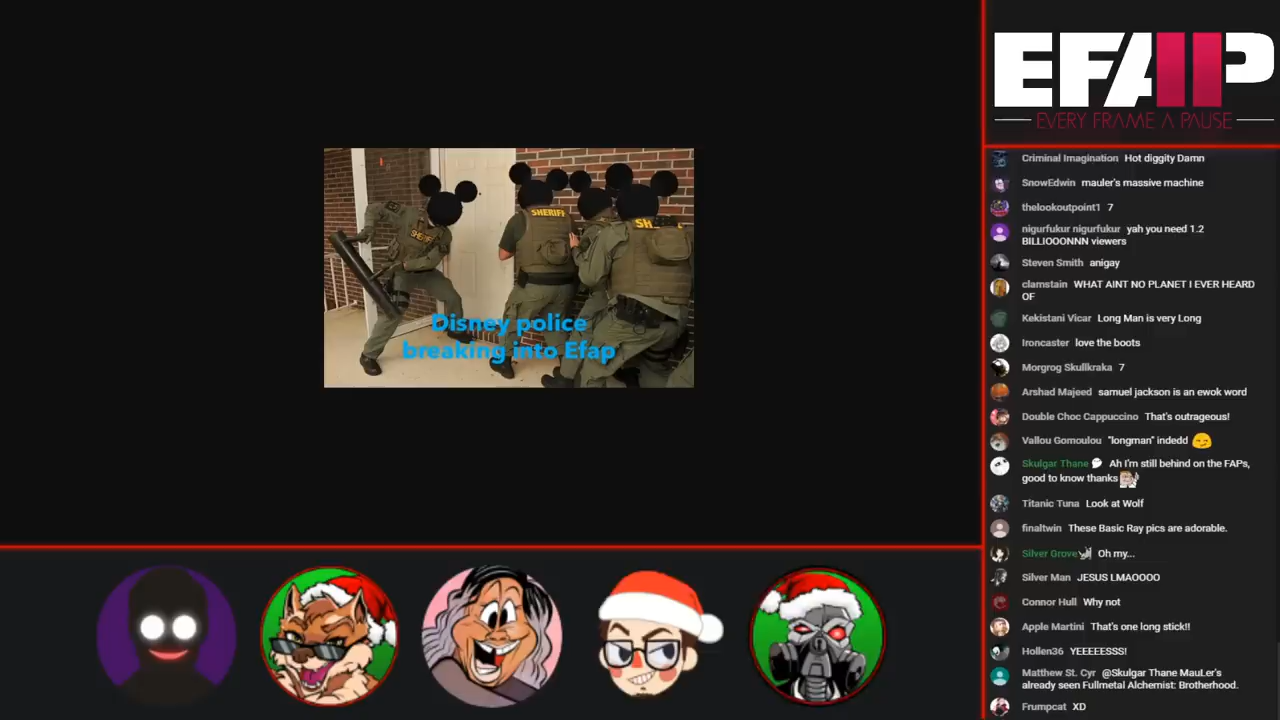 EFAP
EVERY FRAME A PAUSE
SHERIFF
SHERIFF
SH
Disney police
breaking into Efap
Criminal Imagination Hot diggity Damn
SnowEdwin mauler's massive machine
thelookoutpoint1 7
nigurfukur nigurfukur yah you need 1.2
BILLIOOONNN viewers
Steven Smith anigay
clamstain WHAT AINT NO PLANET I EVER HEARD
OF
Kekistani Vicar Long Man is very Long
Ironcaster love the boots
Morgrog Skullkraka 7
Arshad Majeed samuel jackson is an ewok word
Double Choc Cappuccino That's outrageous!
Vallou Gomoulou "longman" indedd
Skulgar Thane Ah I'm still behind on the FAPs,
good to know thanks
Titanic Tuna Look at Wolf
finaltwin These Basic Ray pics are adorable.
Silver Grove Oh my...
Silver Man JESUS LMAOOOO
Connor Hull Why not
Apple Martini That's one long stick!!
Hollen36 YEEEEESSS!
Matthew St. Cyr @Skulgar Thane MauLer's
already seen Fullmetal Alchemist: Brotherhood.
Frumpcat XD